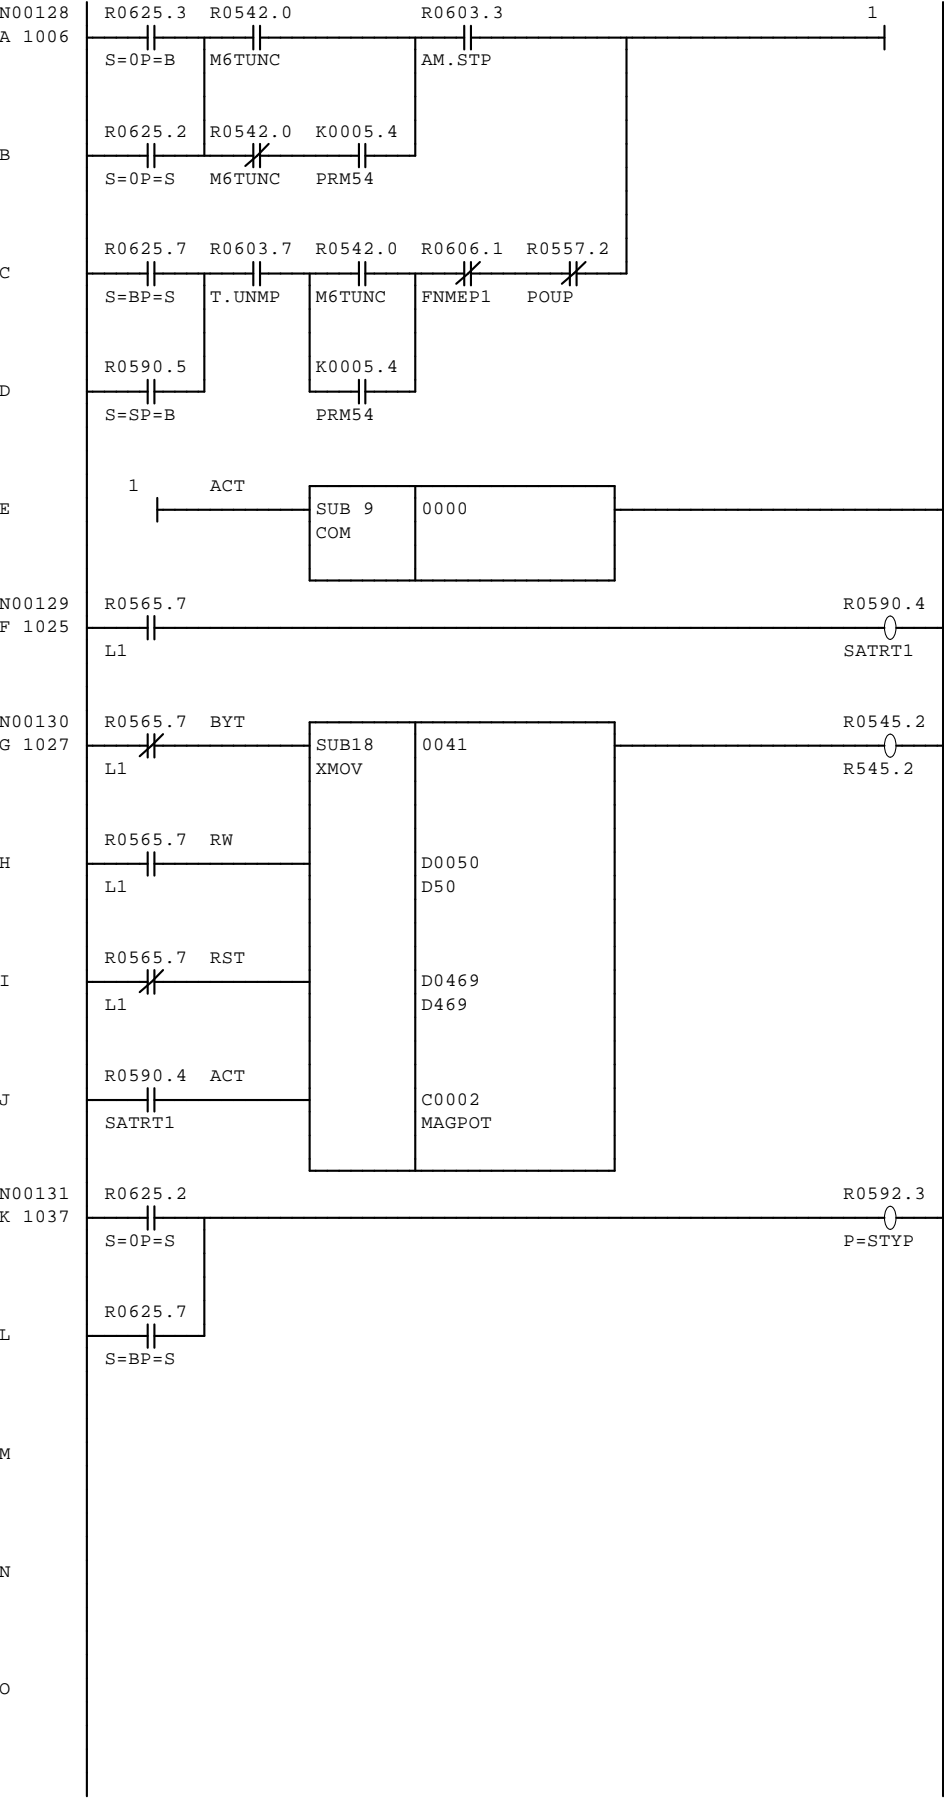 N00128 R0625.3 R0542.0 R0603.3 1
A 1006
S=0P=B M6TUNC AM.STP
R0625.2 R0542.0 K0005.4
B
S=0P=S M6TUNC PRM54
R0625.7 R0603.7 R0542.0 R0606.1 R0557.2
C
S=BP=S T.UNMP M6TUNC FNMEP1 POUP
R0590.5 K0005.4
D
S=SP=B PRM54
1 ACT
E SUB 9 0000
COM
N00129 R0565.7 R0590.4
F 1025
L1 SATRT1
N00130 R0565.7 BYT R0545.2
G 1027 SUB18 0041
L1 XMOV R545.2
R0565.7 RW
H D0050
L1 D50
R0565.7 RST
I D0469
L1 D469
R0590.4 ACT
J C0002
SATRT1 MAGPOT
N00131 R0625.2 R0592.3
K 1037
S=0P=S P=STYP
R0625.7
L
S=BP=S
M
N
O